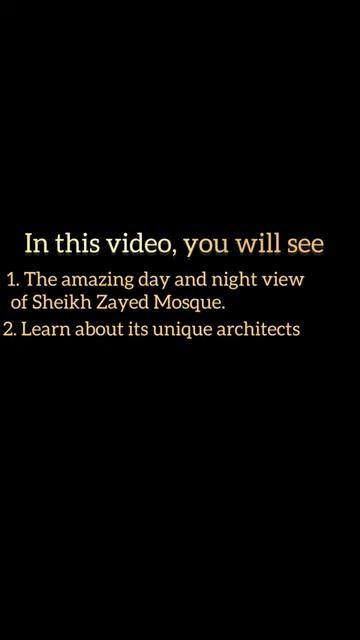 In this video, you will see
1. The amazing day and night view
of Sheikh Zayed Mosque.
2. Learn about its unique architects